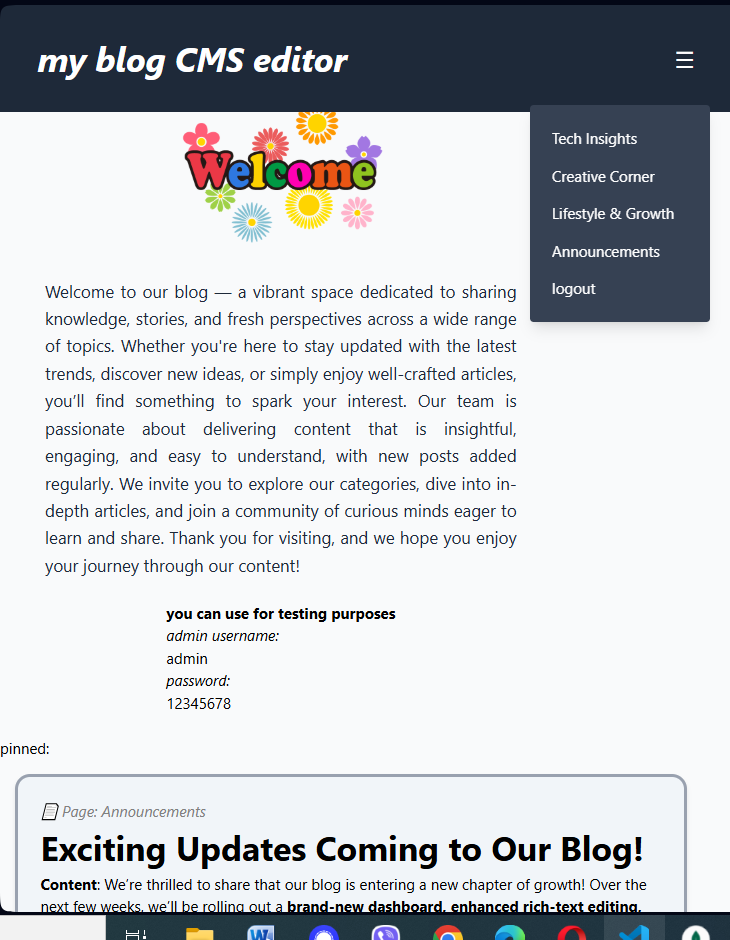 my blog CMS editor
☰
Tech Insights
Creative Corner
Lifestyle & Growth
Announcements
logout
Welcome
Welcome to our blog — a vibrant space dedicated to sharing
knowledge, stories, and fresh perspectives across a wide range
of topics. Whether you're here to stay updated with the latest
trends, discover new ideas, or simply enjoy well-crafted articles,
you’ll find something to spark your interest. Our team is
passionate about delivering content that is insightful,
engaging, and easy to understand, with new posts added
regularly. We invite you to explore our categories, dive into in-
depth articles, and join a community of curious minds eager to
learn and share. Thank you for visiting, and we hope you enjoy
your journey through our content!
you can use for testing purposes
admin username:
admin
password:
12345678
pinned:
Page: Announcements
Exciting Updates Coming to Our Blog!
Content: We’re thrilled to share that our blog is entering a new chapter of growth! Over the
next few weeks, we’ll be rolling out a brand-new dashboard, enhanced rich-text editing,